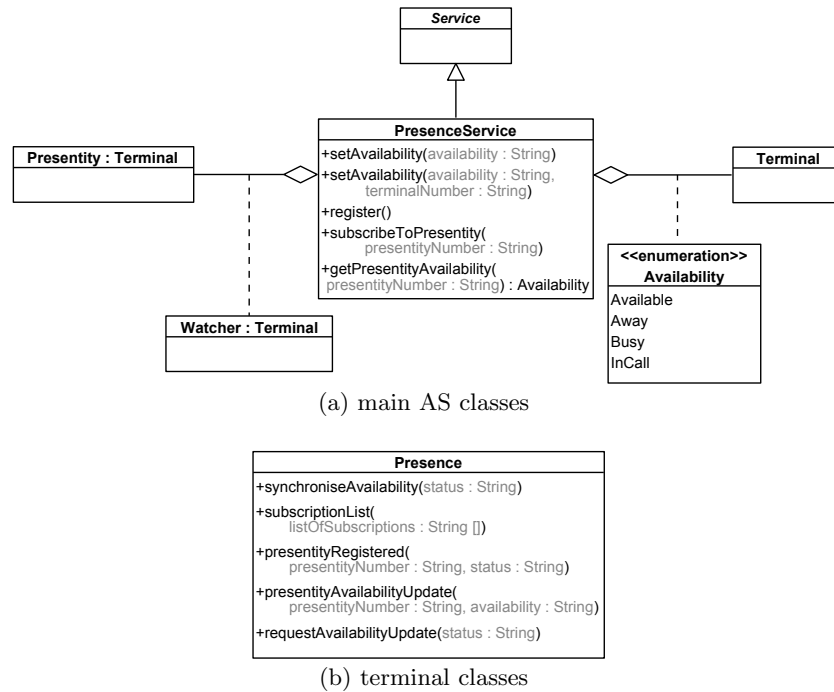 Service
PresenceService
+setAvailability(availability : String)
+setAvailability(availability : String,
terminalNumber : String)
+register()
+subscribeToPresentity(
presentityNumber : String)
+getPresentityAvailability(
presentityNumber : String) : Availability
Presentity : Terminal
Terminal
Watcher : Terminal
<<enumeration>>
Availability
Available
Away
Busy
InCall
(a) main AS classes
Presence
+synchroniseAvailability(status : String)
+subscriptionList(
listOfSubscriptions : String [])
+presentityRegistered(
presentityNumber : String, status : String)
+presentityAvailabilityUpdate(
presentityNumber : String, availability : String)
+requestAvailabilityUpdate(status : String)
(b) terminal classes